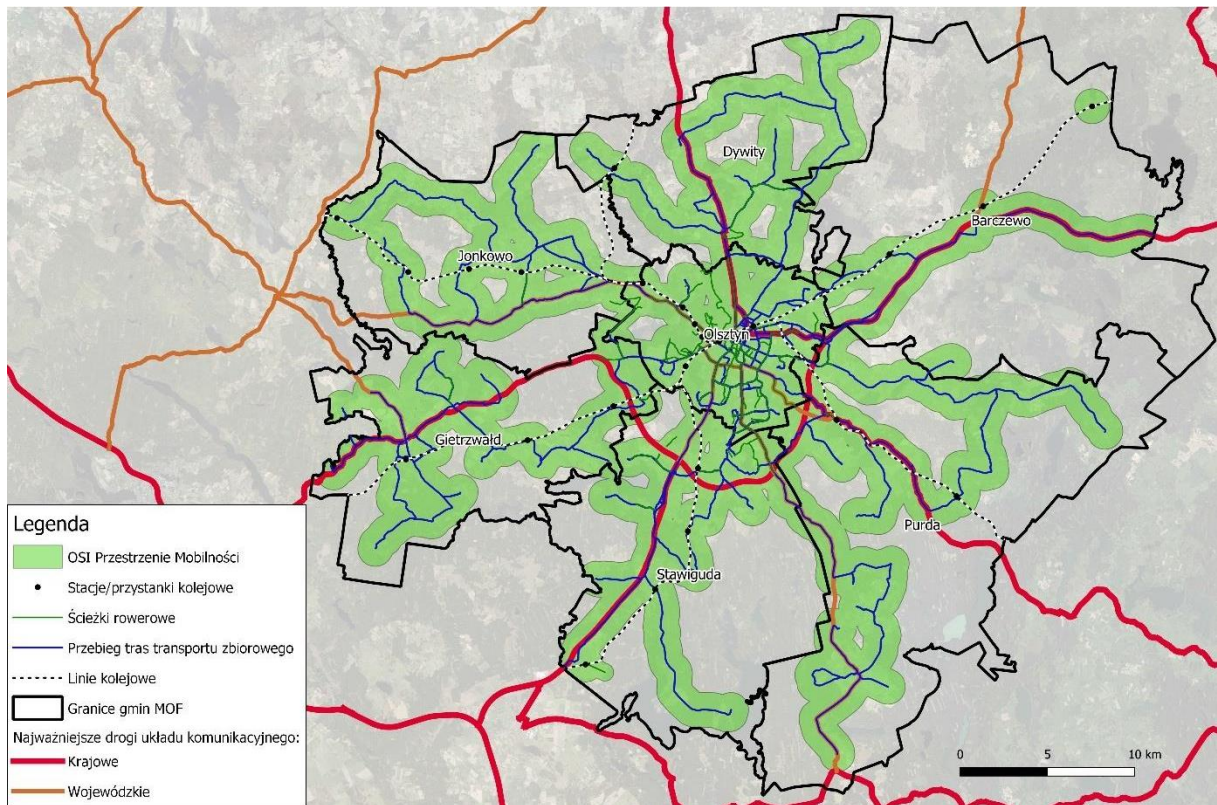 Dywity
Barczewo
Jonkowo
Olsztyn
Gietrzwałd
Purda
Stawiguda
Legenda
OSI Przestrzenie Mobilności
Stacje/przystanki kolejowe
Ścieżki rowerowe
Przebieg tras transportu zbiorowego
Linie kolejowe
Granice gmin MOF
Najważniejsze drogi układu komunikacyjnego:
Krajowe
Wojewódzkie
0 5 10 km